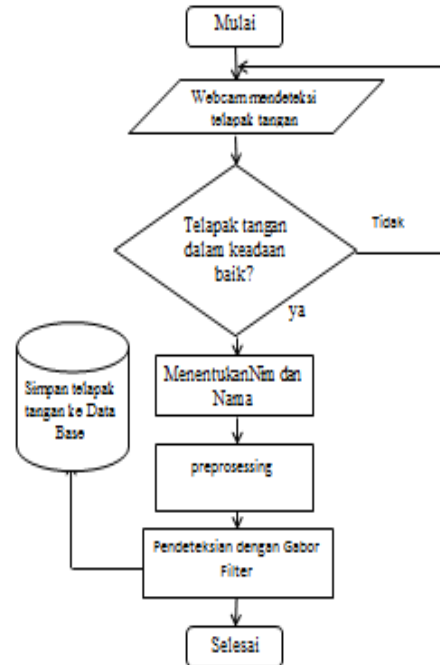 Mulai
Webcam mendeteksi
telapak tangan
Telapak tangan
dalam keadaan
baik?
Tidak
ya
MenentukanNim dan
Nama
Simpan telapak
tangan ke Data
Base
preprosessing
Pendeteksian dengan Gabor
Filter
Selesai